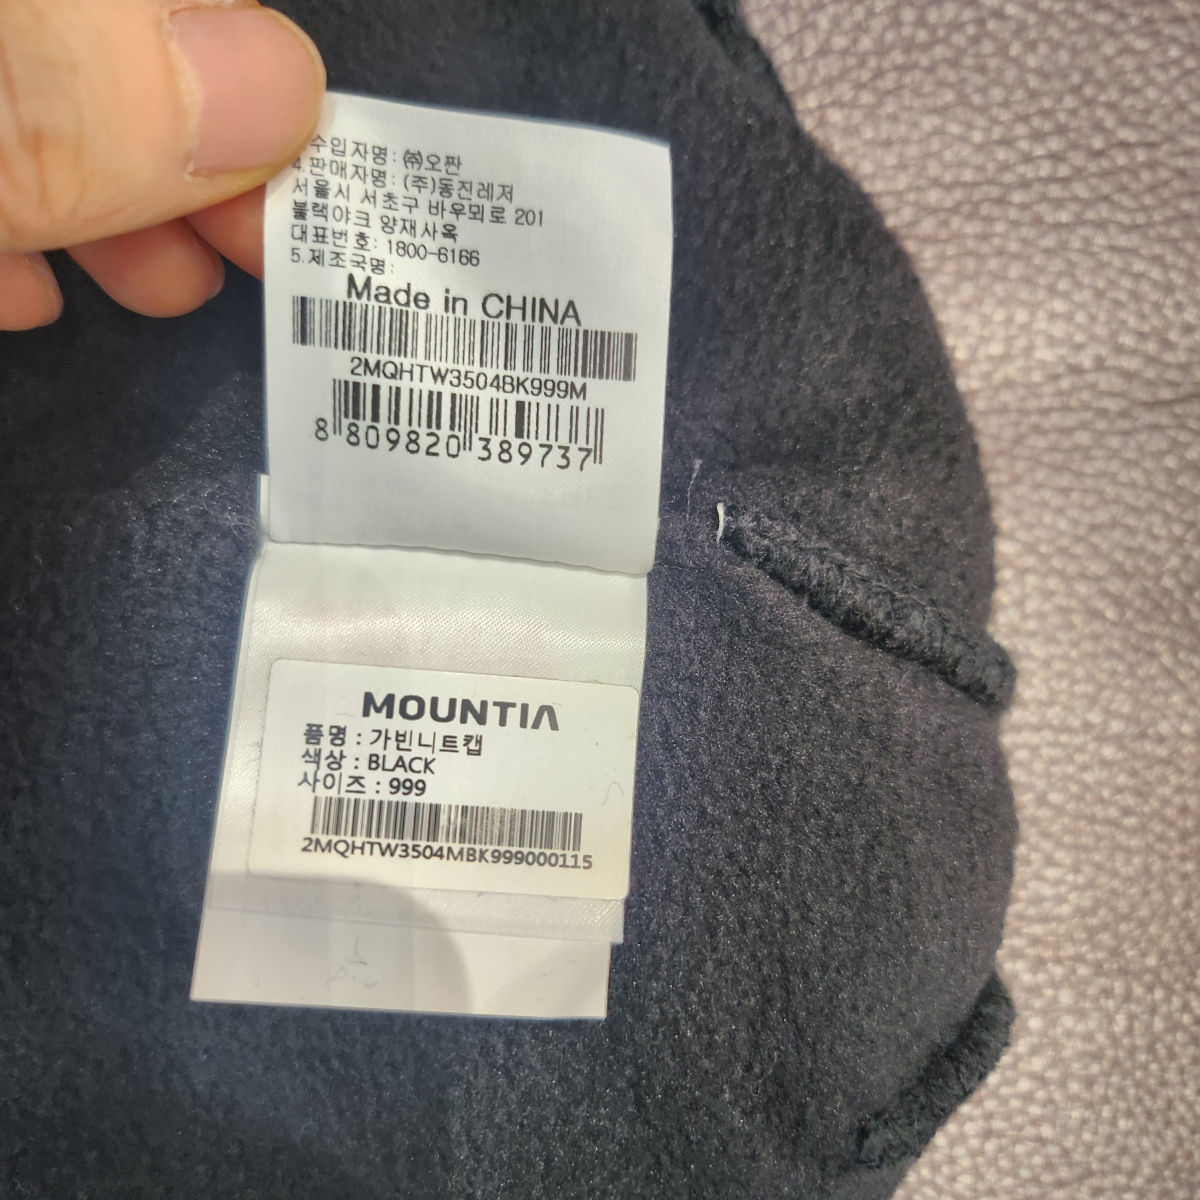 수입자명: ㈜오짠
4.판매자명: (주)동진레저
서울시 서초구 바우뫼로 201
블랙야크 양재사옥
대표번호: 1800-6166
5.제조국명:
Made in CHINA
2MQHTW3504BK999M
8 809820 389737
MOUNTIA
품명 : 가빈니트캡
색상 : BLACK
사이즈 : 999
2MQHTW3504MBK999000115